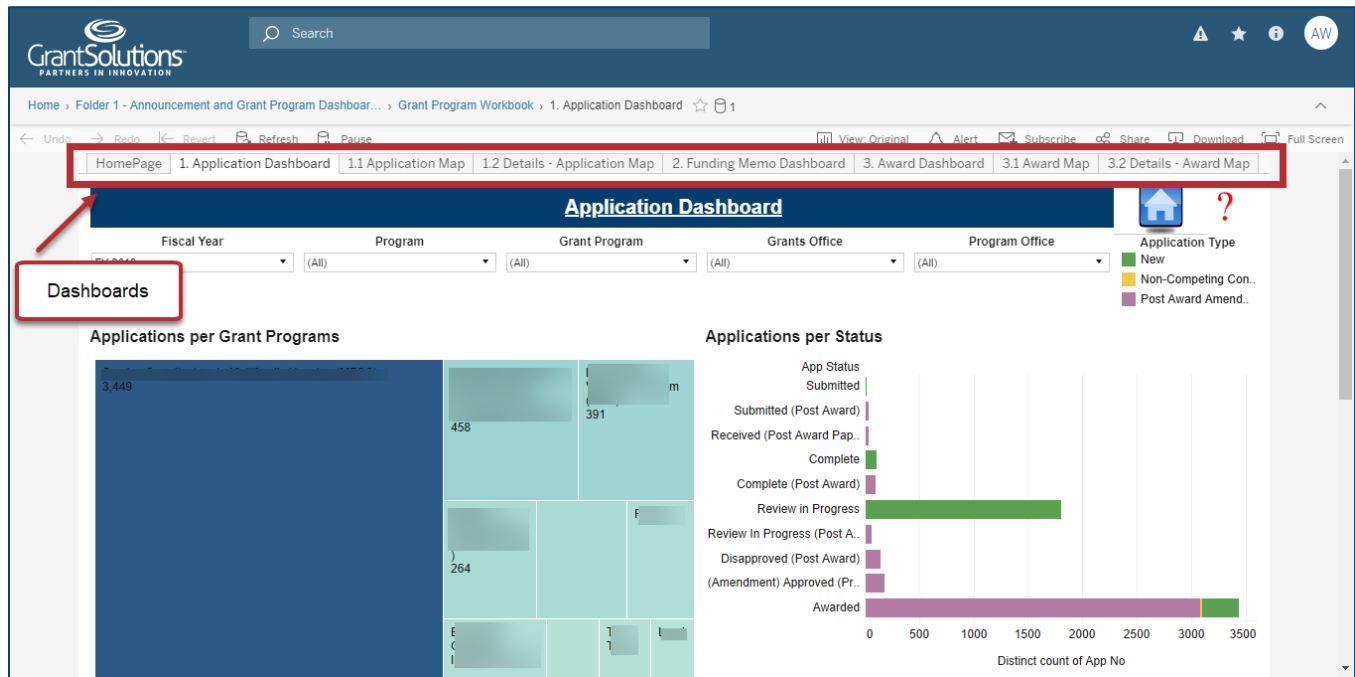 GrantSolutions
PARTNERS IN INNOVATION
Search
AW
Home › Folder 1 - Announcement and Grant Program Dashboar... › Grant Program Workbook › 1. Application Dashboard 1
Undo Redo Revert Refresh Pause View: Original Alert Subscribe Share Download Full Screen
HomePage 1. Application Dashboard 1.1 Application Map 1.2 Details - Application Map 2. Funding Memo Dashboard 3. Award Dashboard 3.1 Award Map 3.2 Details - Award Map
Application Dashboard
?
Fiscal Year Program Grant Program Grants Office Program Office
(All) (All) (All) (All)
Application Type
New
Non-Competing Con..
Post Award Amend..
Dashboards
Applications per Grant Programs
3,449
458
m
391
)
264
Applications per Status
App Status
Submitted
Submitted (Post Award)
Received (Post Award Pap..
Complete
Complete (Post Award)
Review in Progress
Review In Progress (Post A..
Disapproved (Post Award)
(Amendment) Approved (Pr..
Awarded
0 500 1000 1500 2000 2500 3000 3500
Distinct count of App No